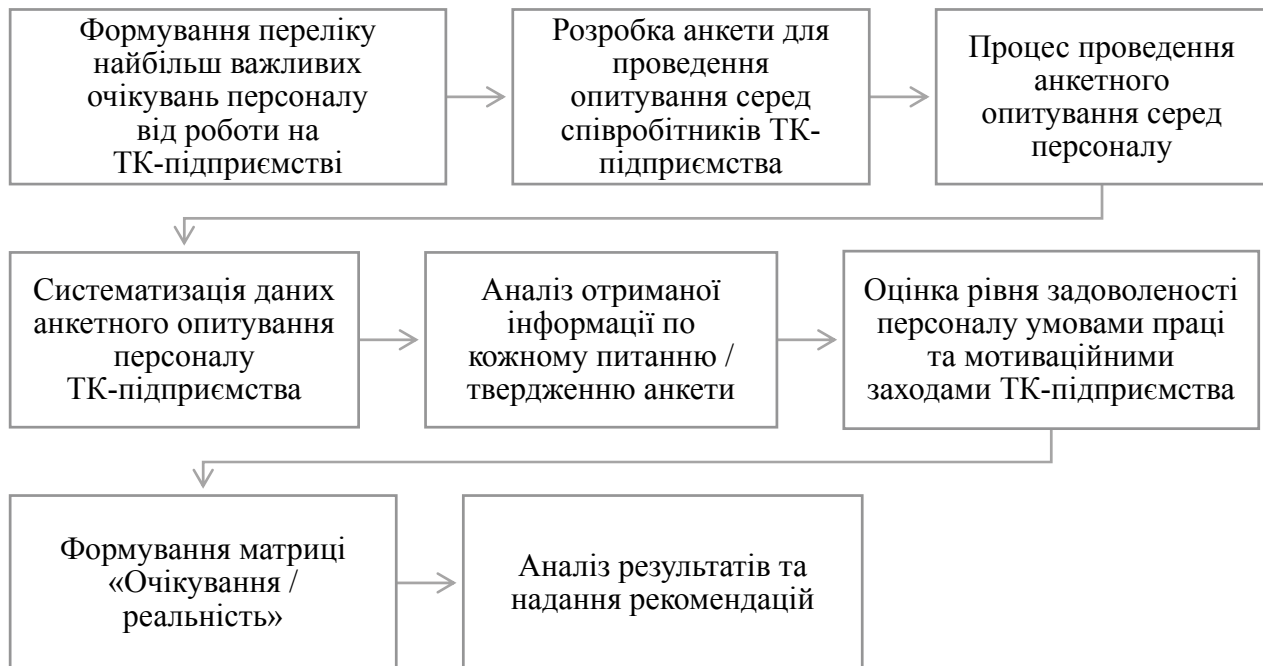 Формування переліку
найбільш важливих
очікувань персоналу
від роботи на
ТК-підприємстві
Розробка анкети для
проведення
опитування серед
співробітників ТК-
підприємства
Процес проведення
анкетного
опитування серед
персоналу
Систематизація даних
анкетного опитування
персоналу
ТК-підприємства
Аналіз отриманої
інформації по
кожному питанню /
твердженню анкети
Оцінка рівня задоволеності
персоналу умовами праці
та мотиваційними
заходами ТК-підприємства
Формування матриці
«Очікування /
реальність»
Аналіз результатів та
надання рекомендацій